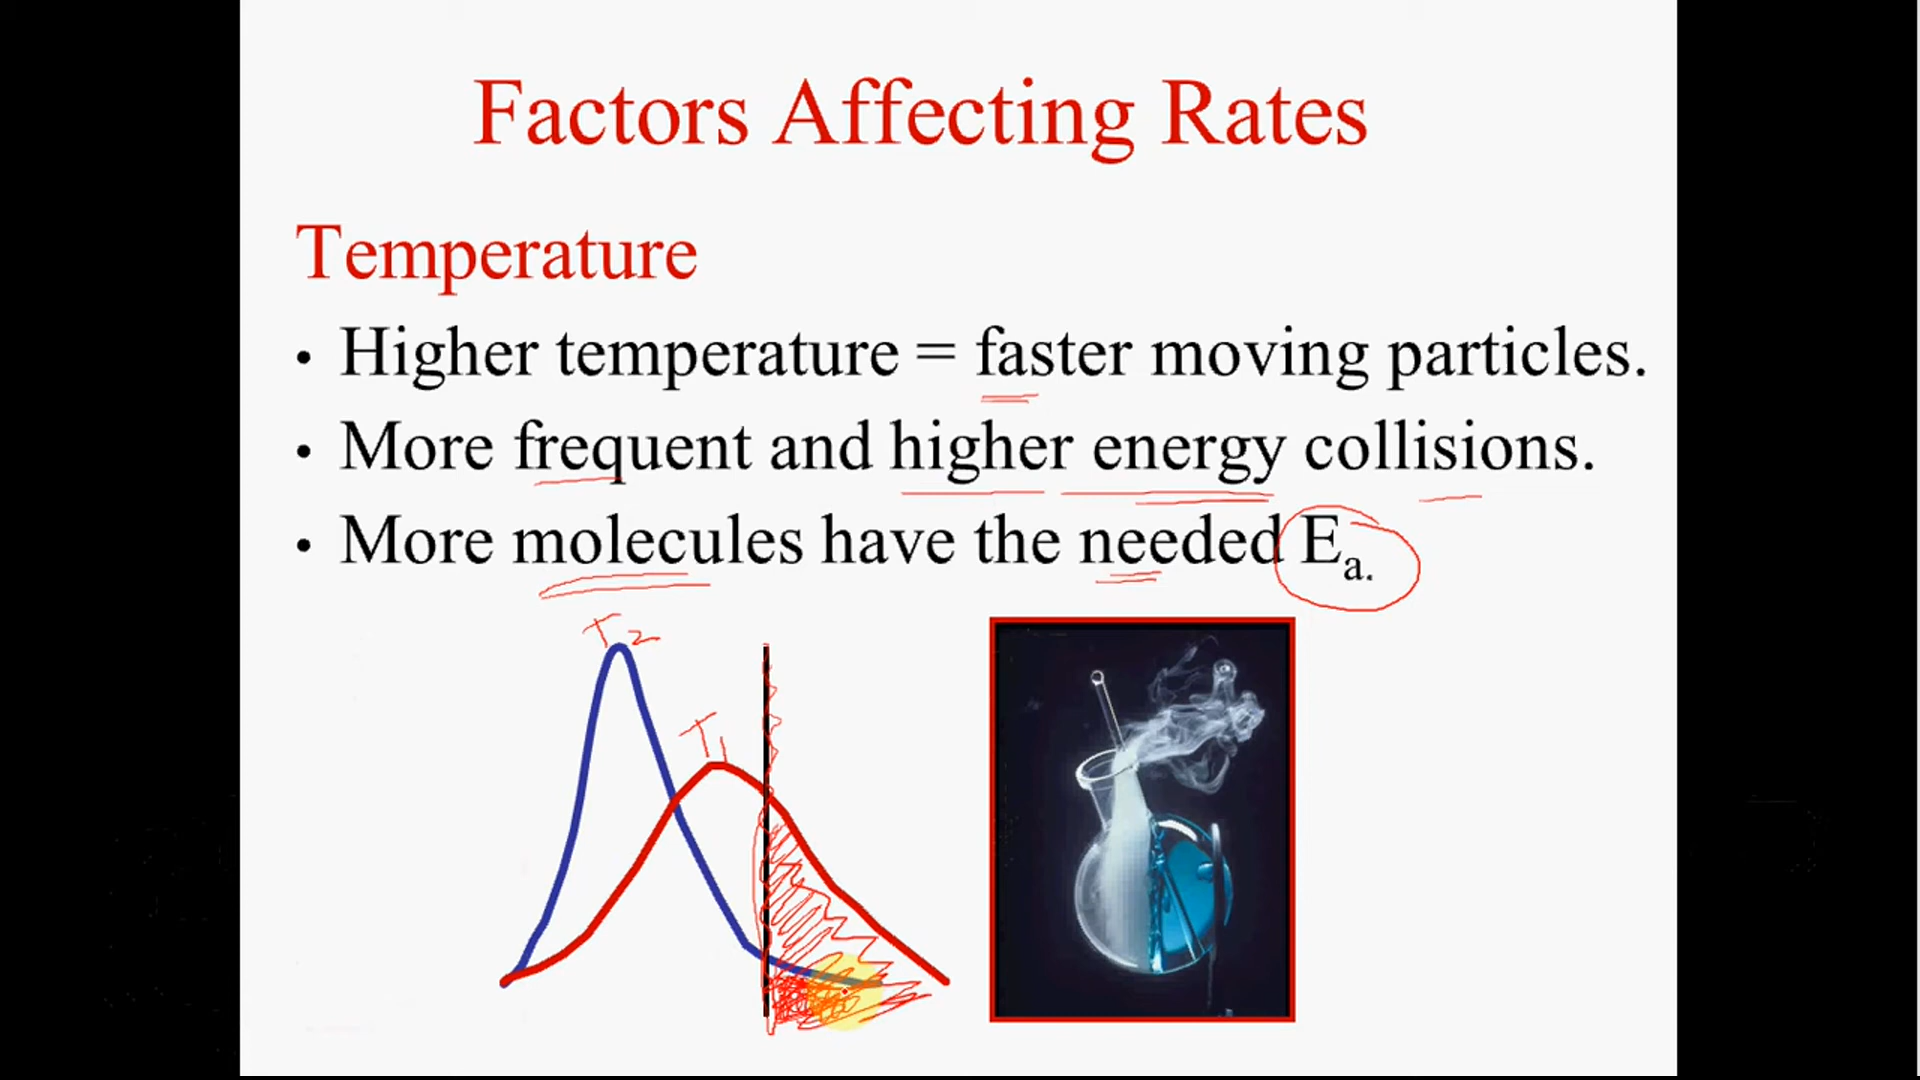 Factors Affecting Rates
Temperature
• Higher temperature = faster moving particles.
• More frequent and higher energy collisions.
• More molecules have the needed Ea.
T2
T1